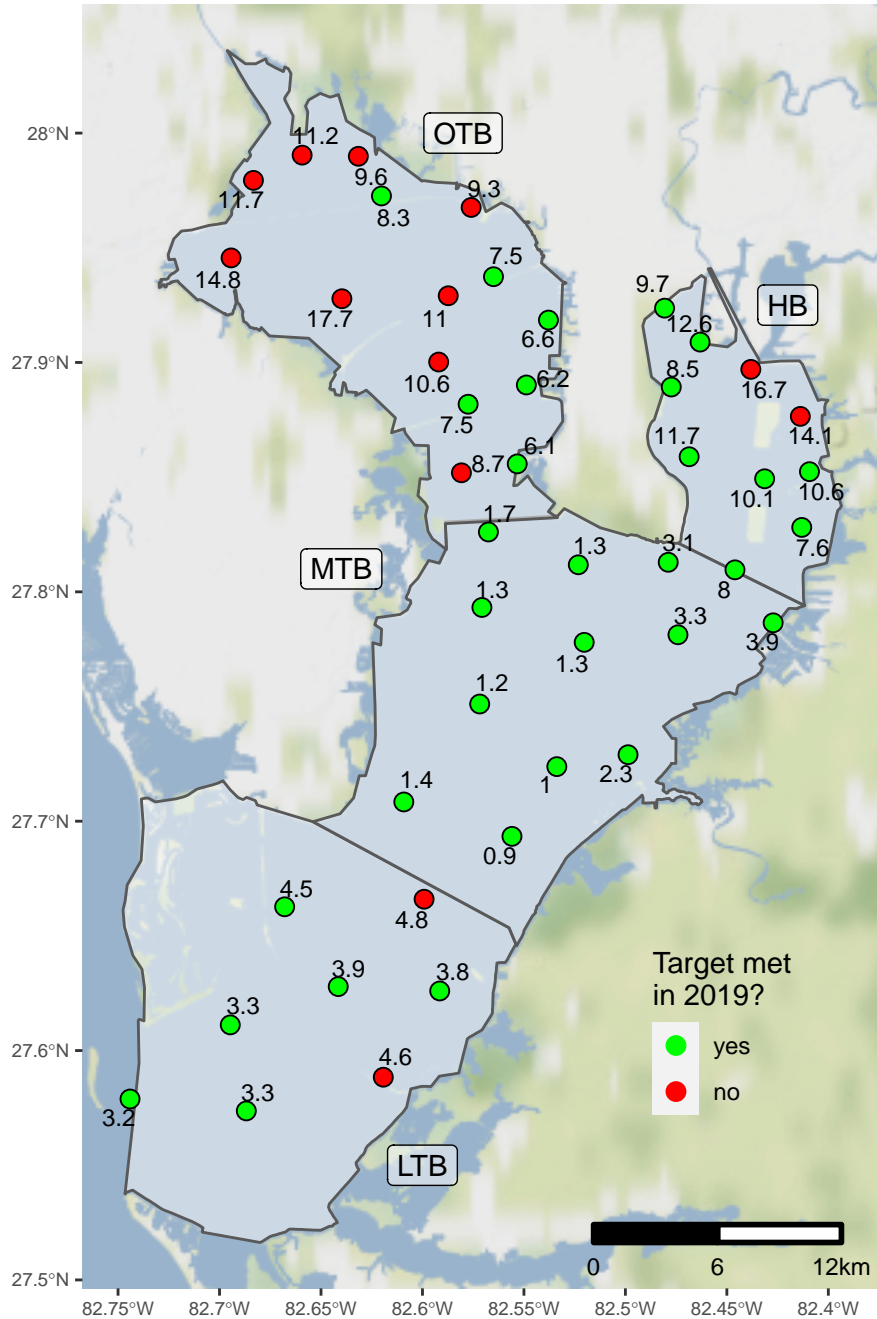 OTB
28°N
11.2
9.6
11.7
8.3
9.3
7.5
14.8
9.7
HB
17.7
11
6.6
12.6
27.9°N
10.6
6.2
8.5
16.7
7.5
11.7
14.1
8.7
6.1
10.1
10.6
1.7
7.6
MTB
1.3
3.1
8
27.8°N
1.3
3.3
1.3
3.9
1.2
1.4
1
2.3
27.7°N
0.9
4.5
4.8
3.9
3.8
Target met
in 2019?
3.3
yes
27.6°N
4.6
no
3.2
3.3
LTB
0 6 12km
27.5°N
82.75°W 82.7°W 82.65°W 82.6°W 82.55°W 82.5°W 82.45°W 82.4°W